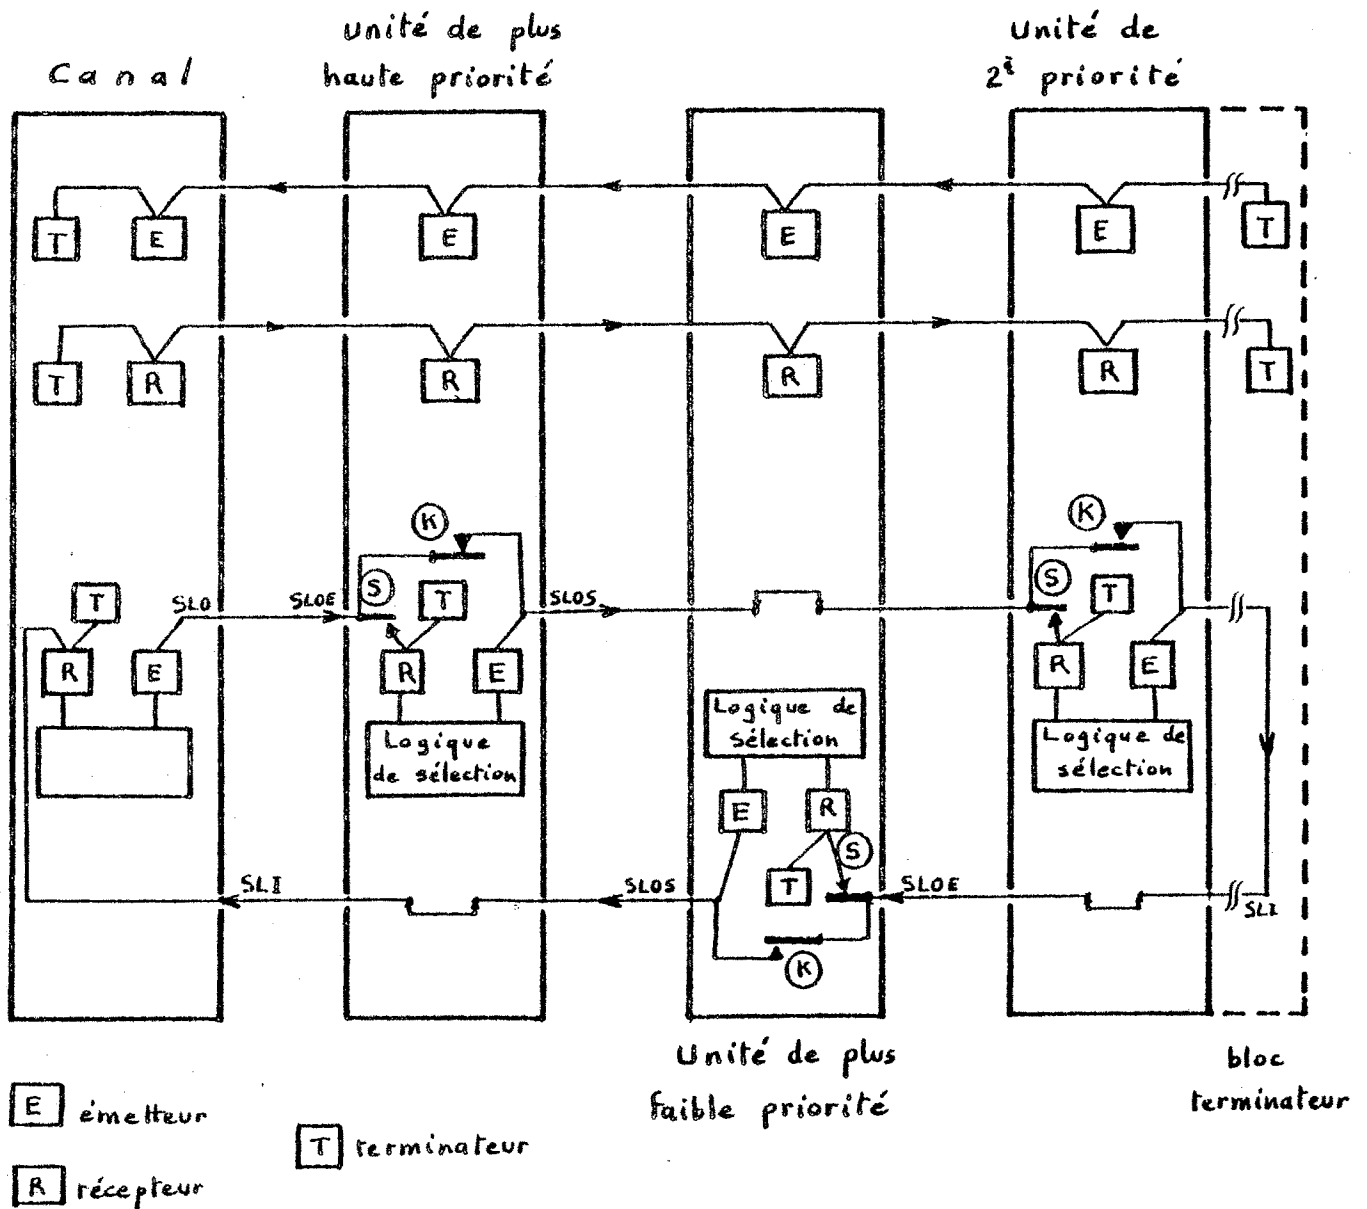 Canal
Unité de plus
haute priorité
Unité de
2è priorité
T
E
E
E
E
T
T
R
R
R
R
T
K
K
S
S
T
T
T
SLO
SLOE
SLOS
R
E
R
E
R
E
Logique
de sélection
Logique de
sélection
Logique de
sélection
E
R
S
T
K
SLI
SLOS
SLOE
SLI
Unité de plus
faible priorité
bloc
terminateur
E émetteur
T terminateur
R récepteur